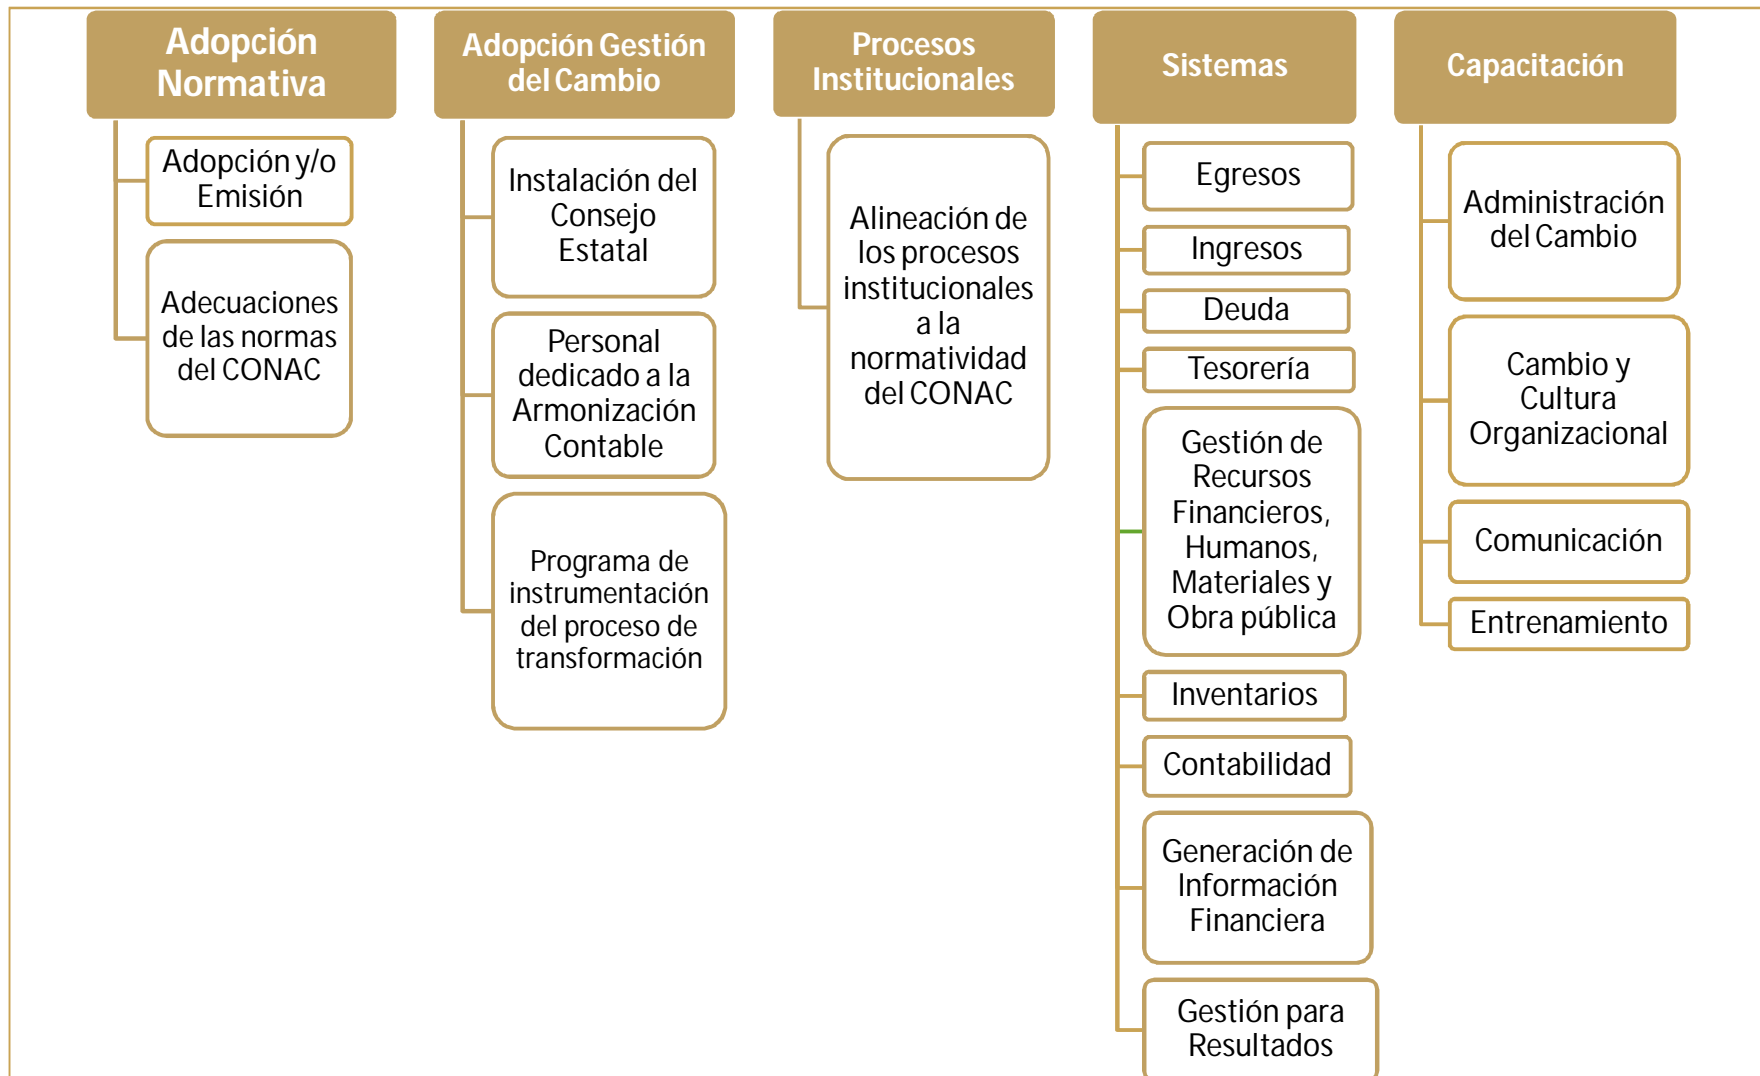 Adopción
Normativa
Adopción y/o
Emisión
Adecuaciones
de las normas
del CONAC
Adopción Gestión
del Cambio
Instalación del
Consejo
Estatal
Personal
dedicado a la
Armonización
Contable
Programa de
instrumentación
del proceso de
transformación
Procesos
Institucionales
Alineación de
los procesos
institucionales
a la
normatividad
del CONAC
Sistemas
Egresos
Ingresos
Deuda
Tesorería
Gestión de
Recursos
Financieros,
Humanos,
Materiales y
Obra pública
Inventarios
Contabilidad
Generación de
Información
Financiera
Gestión para
Resultados
Capacitación
Administración
del Cambio
Cambio y
Cultura
Organizacional
Comunicación
Entrenamiento